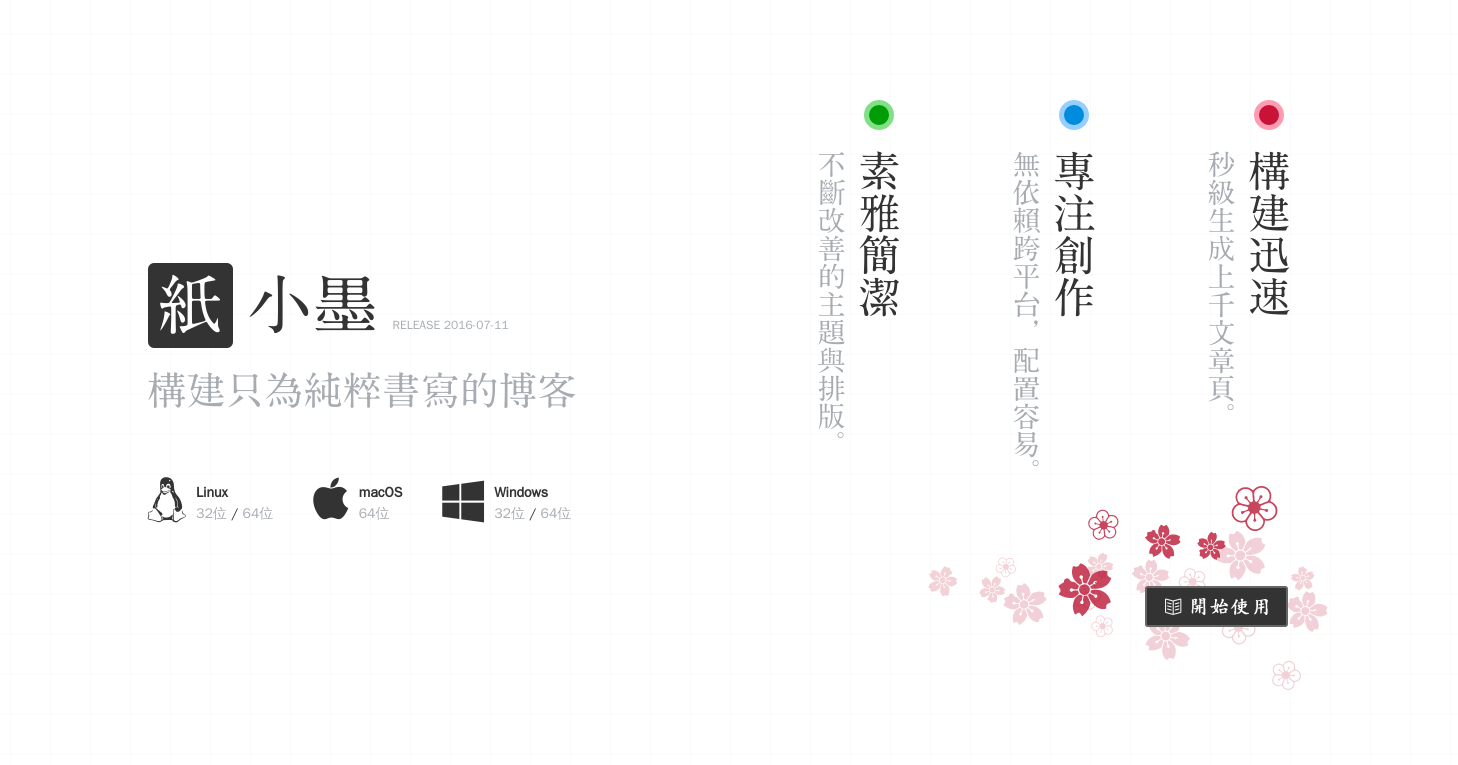 紙 小墨 RELEASE 2016-07-11
構建只為純粹書寫的博客
Linux
32位 / 64位
macOS
64位
Windows
32位 / 64位
構建迅速
秒級生成上千文章頁。
專注創作
無依賴跨平台，配置容易。
素雅簡潔
不斷改善的主題與排版。
開始使用